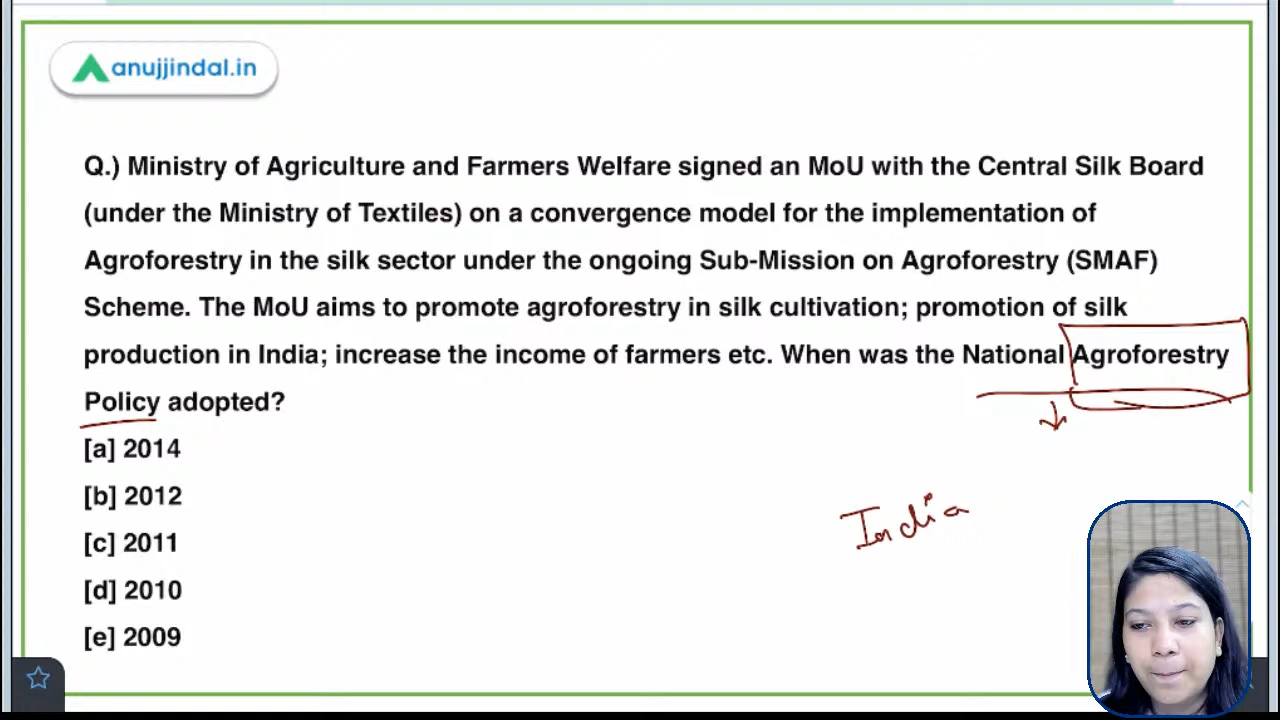 anujjindal.in
Q.) Ministry of Agriculture and Farmers Welfare signed an MoU with the Central Silk Board
(under the Ministry of Textiles) on a convergence model for the implementation of
Agroforestry in the silk sector under the ongoing Sub-Mission on Agroforestry (SMAF)
Scheme. The MoU aims to promote agroforestry in silk cultivation; promotion of silk
production in India; increase the income of farmers etc. When was the National Agroforestry
Policy adopted?
[a] 2014
[b] 2012
[c] 2011
[d] 2010
[e] 2009
India